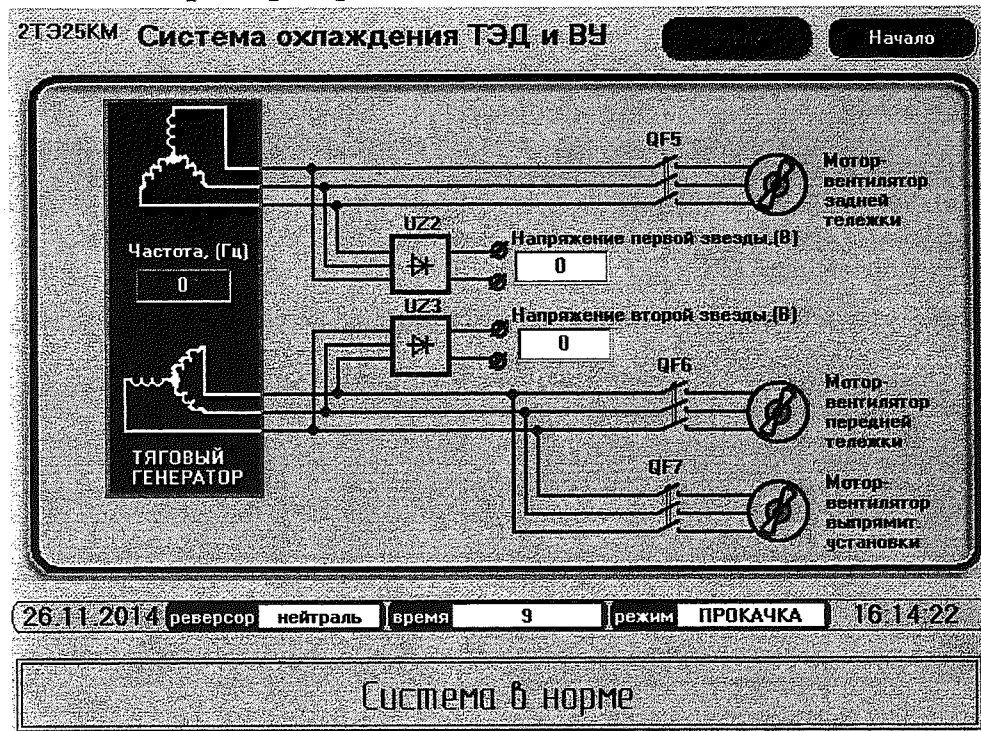 2ТЭ25КМ Система охлаждения ТЭД и ВУ
Начало
QF5
Мотор-
вентилятор
задней
тележки
UZ2
Напряжение первой звезды,(В)
0
Частота, (Гц)
0
UZ3
Напряжение второй звезды,(В)
0
QF6
Мотор-
вентилятор
передней
тележки
ТЯГОВЫЙ
ГЕНЕРАТОР
QF7
Мотор-
вентилятор
выпрямит.
установки
26.11.2014 реверсор нейтраль время 9 режим ПРОКАЧКА 16:14:22
Система в норме